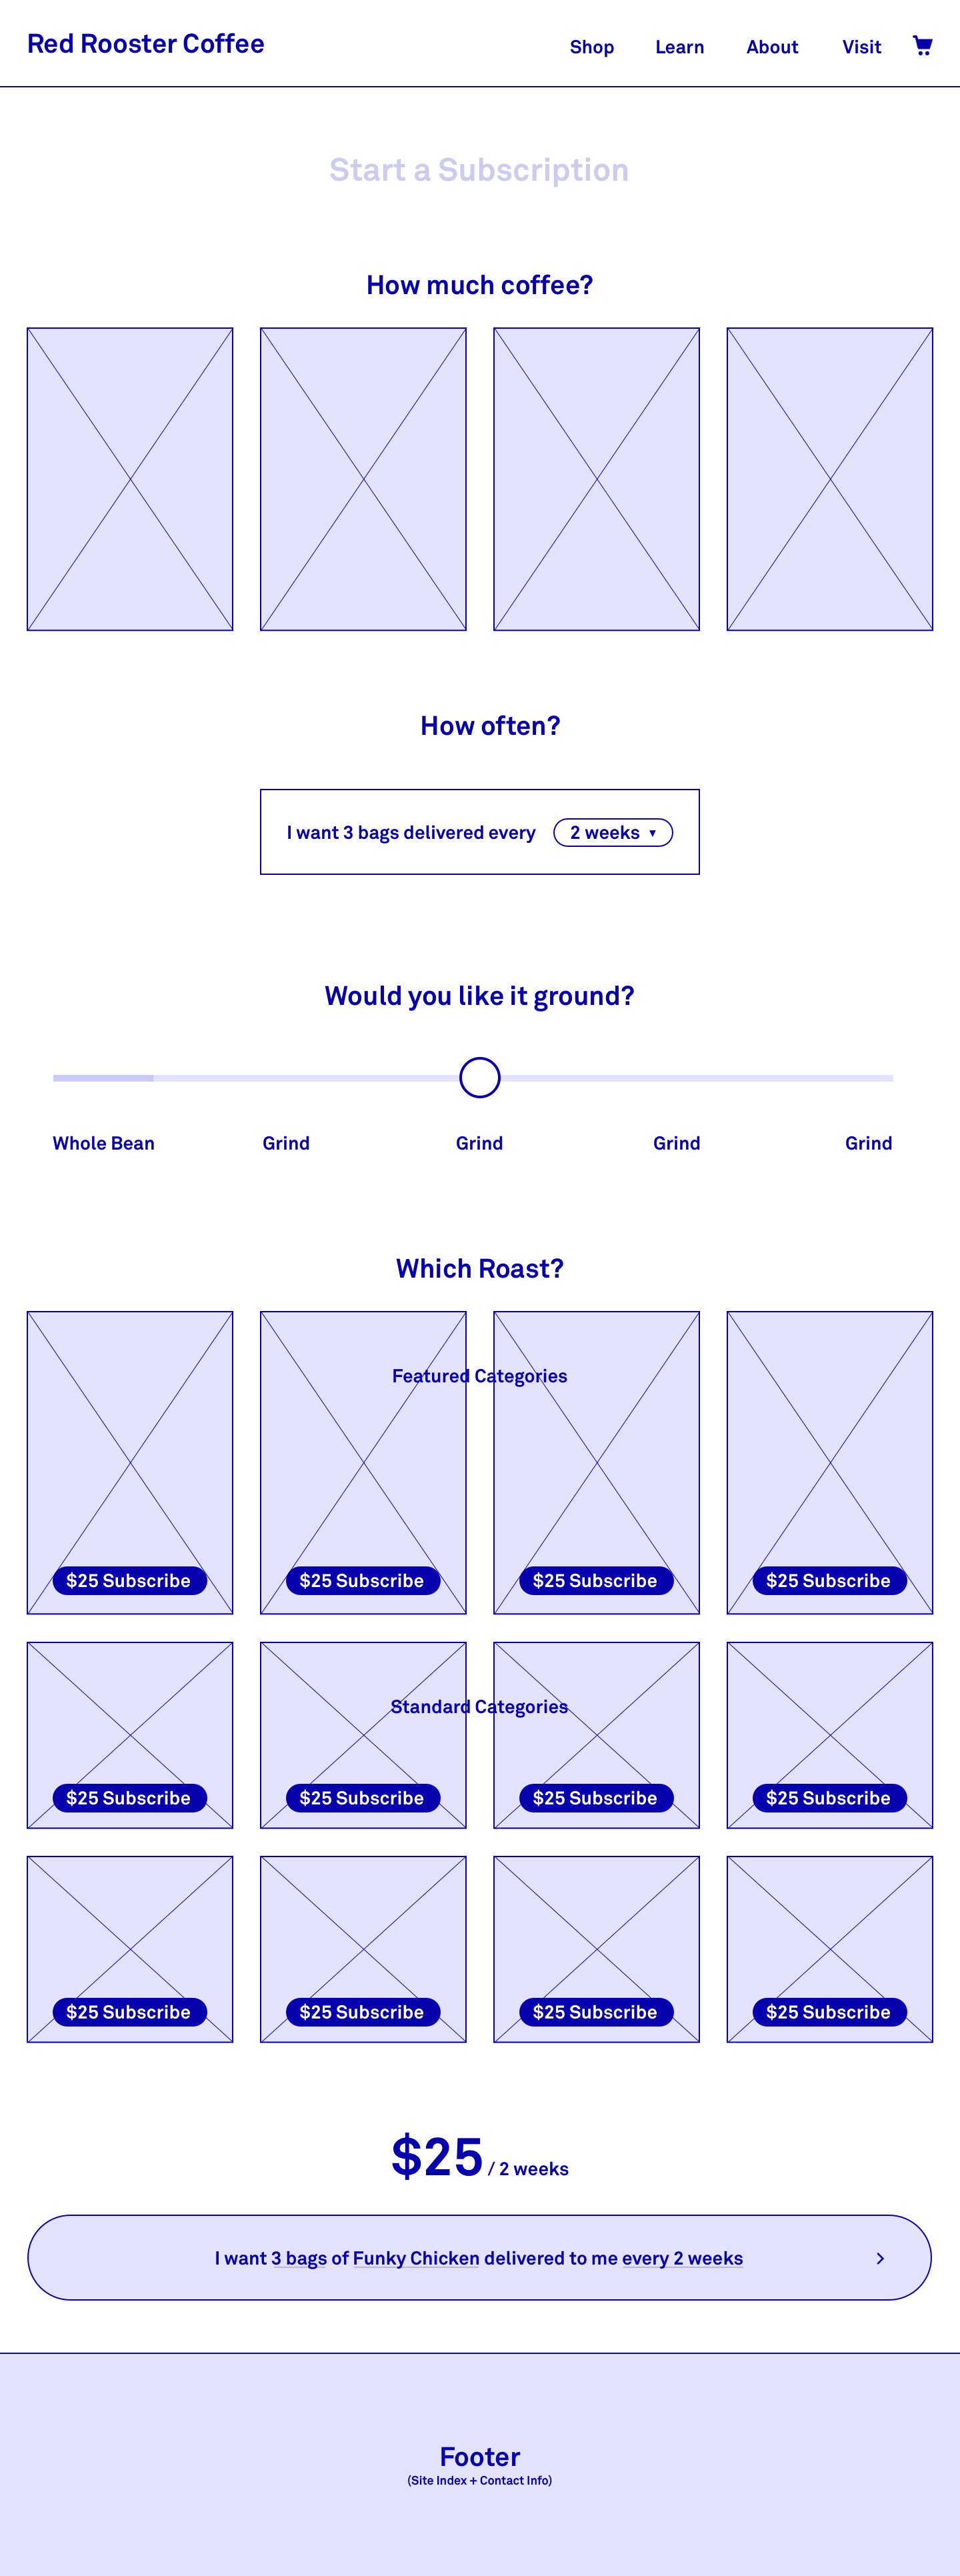 Red Rooster Coffee
Shop Learn About Visit
Start a Subscription
How much coffee?
How often?
I want 3 bags delivered every 2 weeks ▾
Would you like it ground?
Whole Bean Grind Grind Grind Grind
Which Roast?
Featured Categories
$25 Subscribe $25 Subscribe $25 Subscribe $25 Subscribe
Standard Categories
$25 Subscribe $25 Subscribe $25 Subscribe $25 Subscribe
$25 Subscribe $25 Subscribe $25 Subscribe $25 Subscribe
$25 / 2 weeks
I want 3 bags of Funky Chicken delivered to me every 2 weeks
Footer
(Site Index + Contact Info)